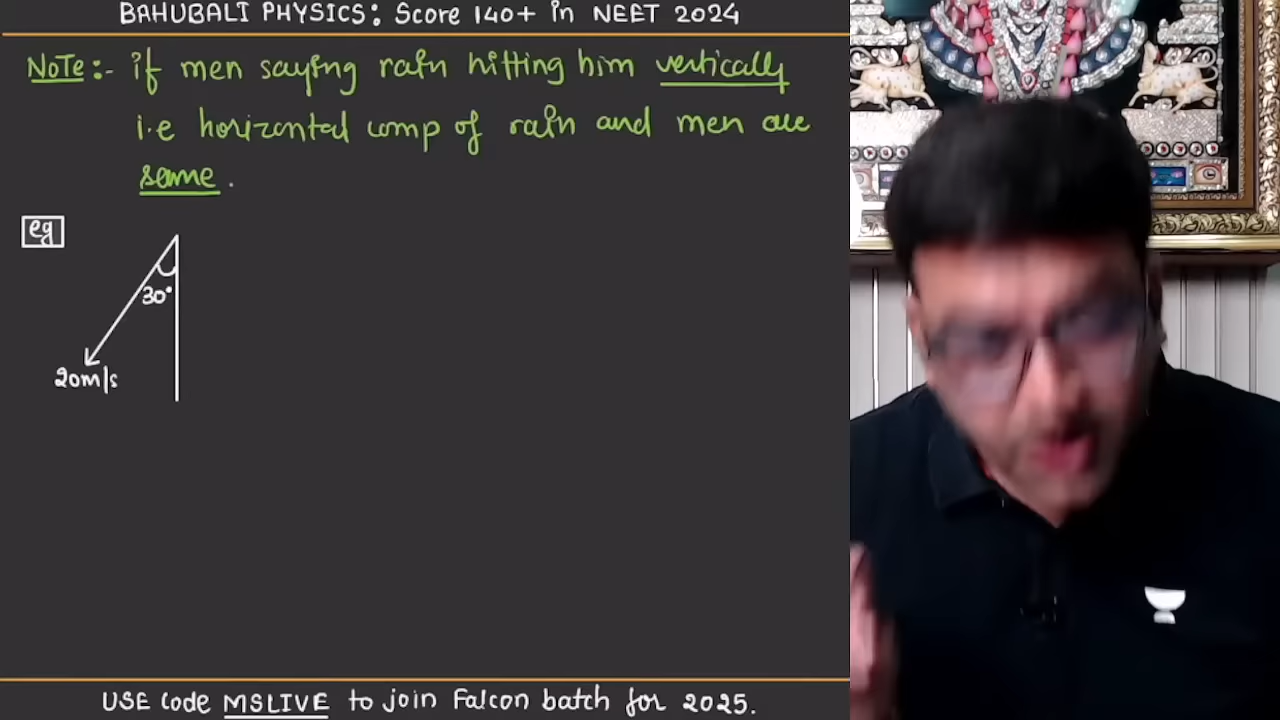 BAHUBALI PHYSICS: Score 140+ in NEET 2024
NOTE:- if men saying rain hitting him vertically
i.e horizontal comp of rain and men are
same.
eg
30°
20m/s
USE Code MSLIVE to join Falcon batch for 2025.